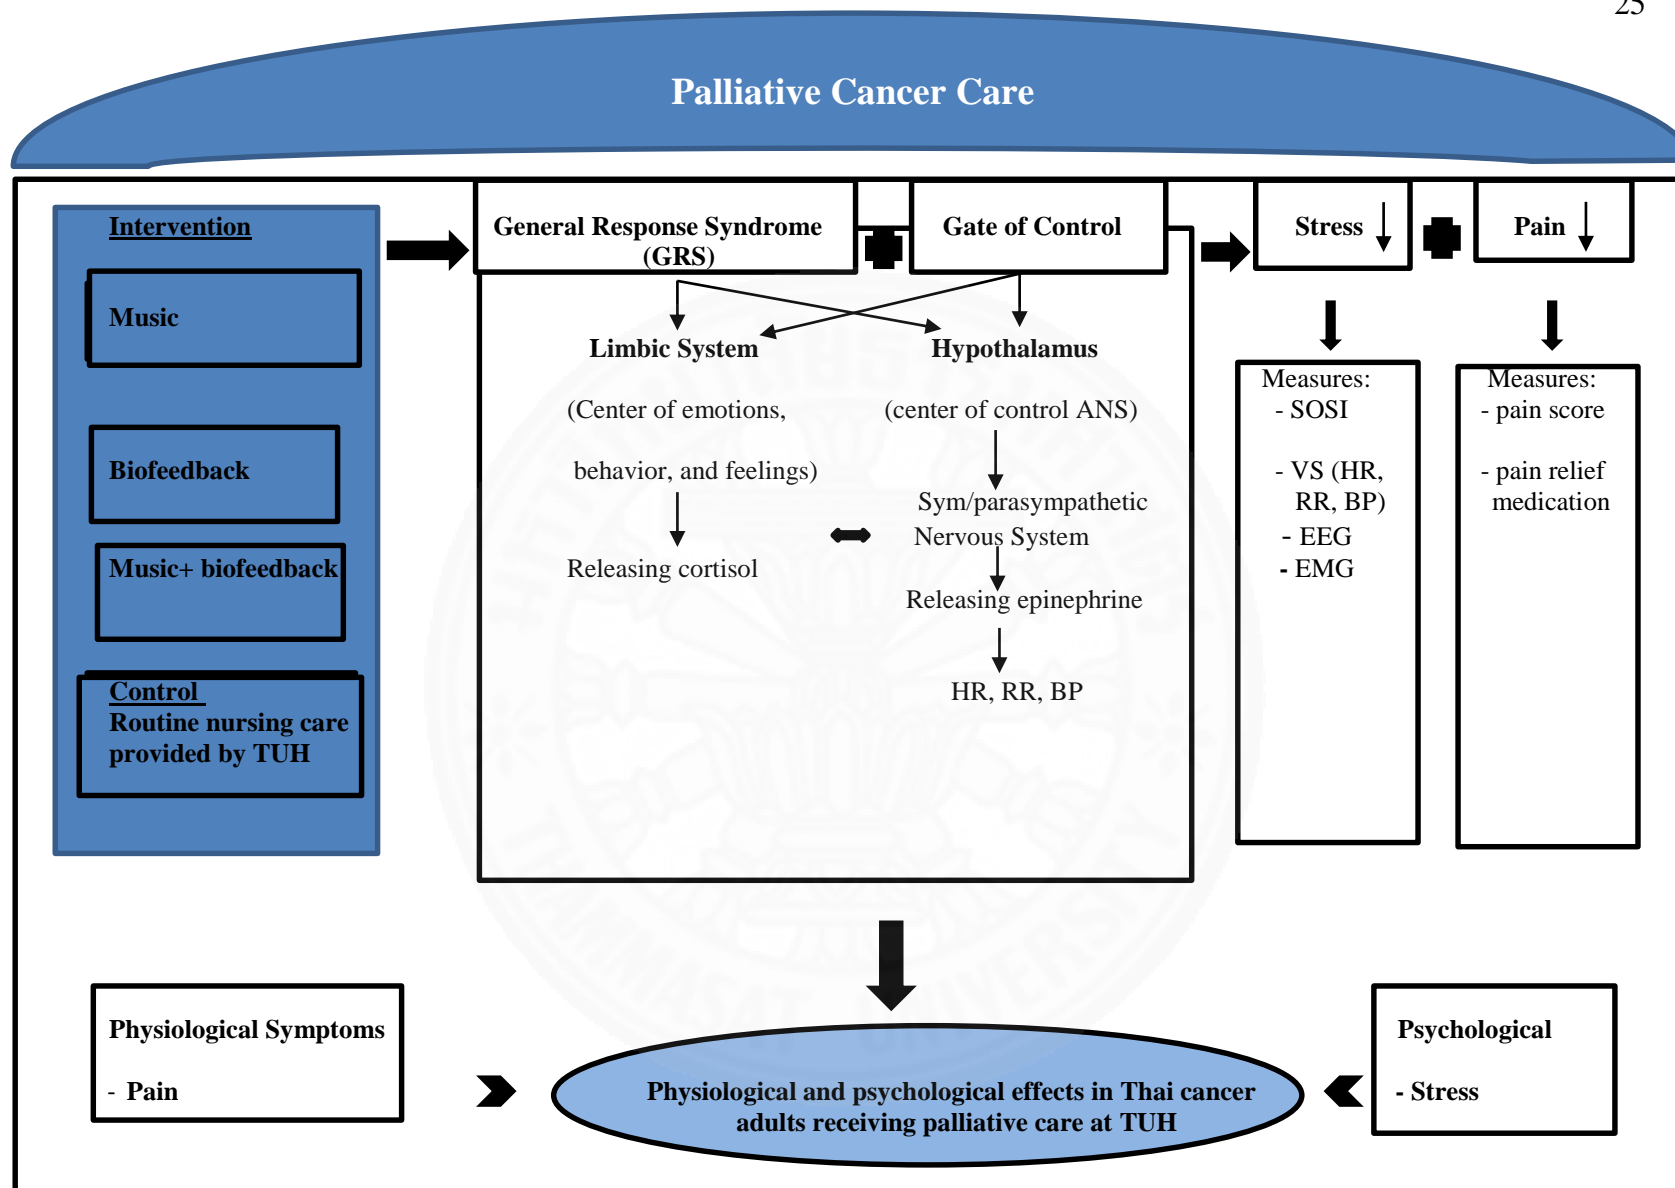 25
Palliative Cancer Care
Intervention
Music
Biofeedback
Music+ biofeedback
Control
Routine nursing care
provided by TUH
General Response Syndrome
(GRS)
Gate of Control
Limbic System
(Center of emotions,
behavior, and feelings)
Releasing cortisol
Hypothalamus
(center of control ANS)
Sym/parasympathetic
Nervous System
Releasing epinephrine
HR, RR, BP
Stress
Pain
Measures:
- SOSI
- VS (HR,
RR, BP)
- EEG
- EMG
Measures:
- pain score
- pain relief
medication
Physiological Symptoms
- Pain
Physiological and psychological effects in Thai cancer
adults receiving palliative care at TUH
Psychological
- Stress
THAMMASAT UNIVERSITY